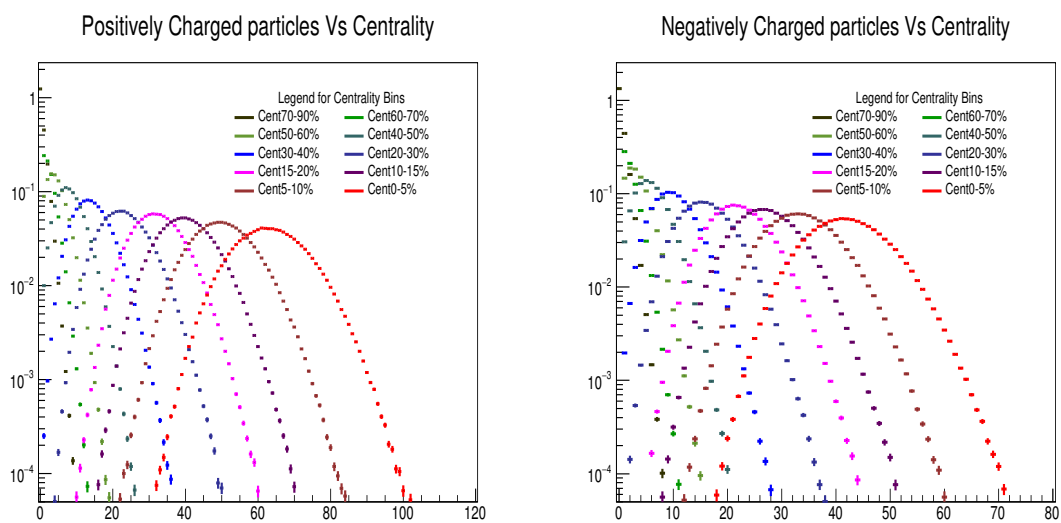 Positively Charged particles Vs Centrality
Negatively Charged particles Vs Centrality
Legend for Centrality Bins
Cent70-90% Cent60-70%
Cent50-60% Cent40-50%
Cent30-40% Cent20-30%
Cent15-20% Cent10-15%
Cent5-10% Cent0-5%
1
10⁻¹
10⁻²
10⁻³
10⁻⁴
0 20 40 60 80 100 120
Legend for Centrality Bins
Cent70-90% Cent60-70%
Cent50-60% Cent40-50%
Cent30-40% Cent20-30%
Cent15-20% Cent10-15%
Cent5-10% Cent0-5%
1
10⁻¹
10⁻²
10⁻³
10⁻⁴
0 10 20 30 40 50 60 70 80